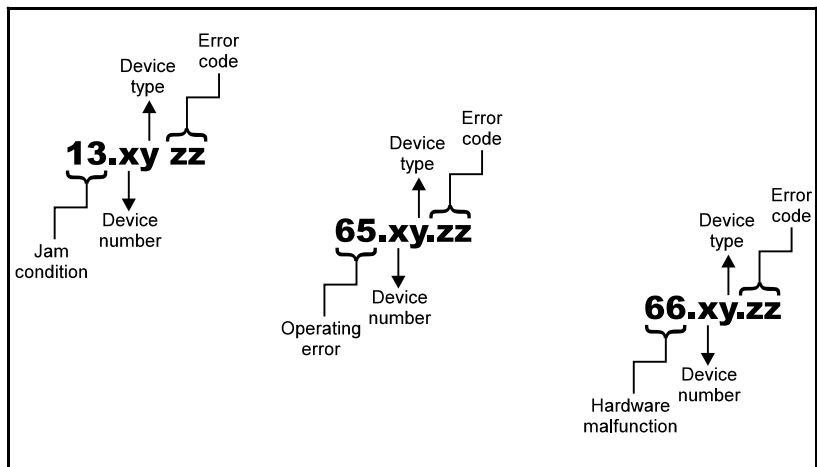 Error
code
Device
type
13.xy zz
Device
number
Jam
condition
Error
code
Device
type
65.xy.zz
Device
number
Operating
error
Error
code
Device
type
66.xy.zz
Device
number
Hardware
malfunction